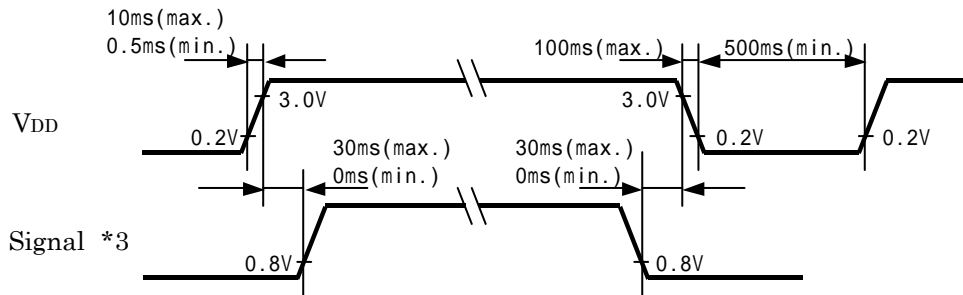 10ms(max.)
0.5ms(min.)
100ms(max.)
500ms(min.)
VDD
3.0V
3.0V
0.2V
0.2V
0.2V
30ms(max.)
0ms(min.)
30ms(max.)
0ms(min.)
Signal *3
0.8V
0.8V